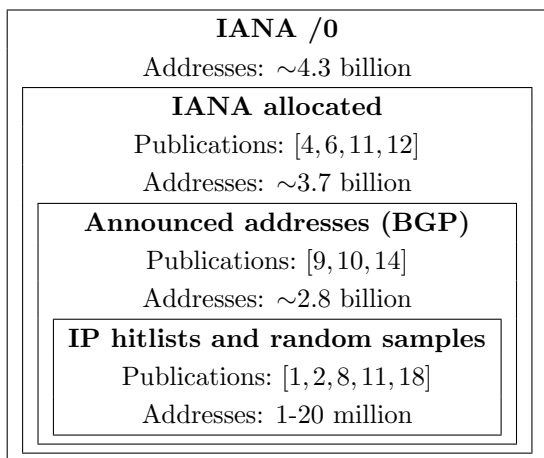 IANA /0
Addresses: ∼4.3 billion
IANA allocated
Publications: [4, 6, 11, 12]
Addresses: ∼3.7 billion
Announced addresses (BGP)
Publications: [9, 10, 14]
Addresses: ∼2.8 billion
IP hitlists and random samples
Publications: [1, 2, 8, 11, 18]
Addresses: 1-20 million